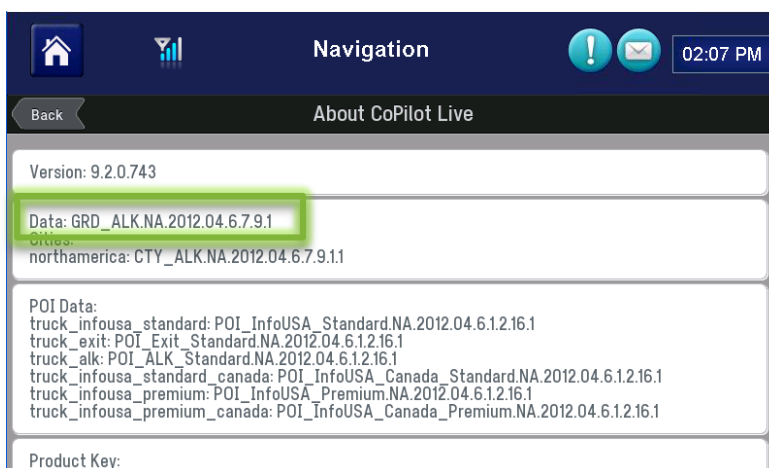 Navigation
02:07 PM
Back
About CoPilot Live
Version: 9.2.0.743
Data: GRD_ALK.NA.2012.04.6.7.9.1
Cities:
northamerica: CTY_ALK.NA.2012.04.6.7.9.1.1
POI Data:
truck_infousa_standard: POI_InfoUSA_Standard.NA.2012.04.6.1.2.16.1
truck_exit: POI_Exit_Standard.NA.2012.04.6.1.2.16.1
truck_alk: POI_ALK_Standard.NA.2012.04.6.1.2.16.1
truck_infousa_standard_canada: POI_InfoUSA_Canada_Standard.NA.2012.04.6.1.2.16.1
truck_infousa_premium: POI_InfoUSA_Premium.NA.2012.04.6.1.2.16.1
truck_infousa_premium_canada: POI_InfoUSA_Canada_Premium.NA.2012.04.6.1.2.16.1
Product Key: